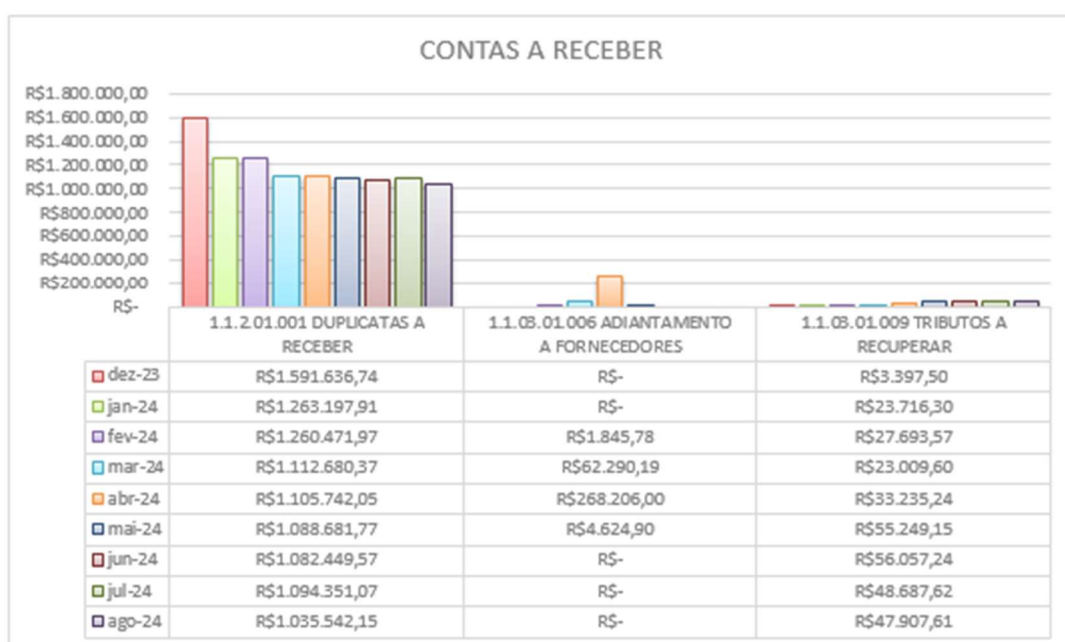 CONTAS A RECEBER
R$1.800.000,00
R$1.600.000,00
R$1.400.000,00
R$1.200.000,00
R$1.000.000,00
R$800.000,00
R$600.000,00
R$400.000,00
R$200.000,00
R$-
1.1.2.01.001 DUPLICATAS A RECEBER
1.1.03.01.006 ADIANTAMENTO A FORNECEDORES
1.1.03.01.009 TRIBUTOS A RECUPERAR
dez-23 R$1.591.636,74 R$- R$3.397,50
jan-24 R$1.263.197,91 R$- R$23.716,30
fev-24 R$1.260.471,97 R$1.845,78 R$27.693,57
mar-24 R$1.112.680,37 R$62.290,19 R$23.009,60
abr-24 R$1.105.742,05 R$268.206,00 R$33.235,24
mai-24 R$1.088.681,77 R$4.624,90 R$55.249,15
jun-24 R$1.082.449,57 R$- R$56.057,24
jul-24 R$1.094.351,07 R$- R$48.687,62
ago-24 R$1.035.542,15 R$- R$47.907,61